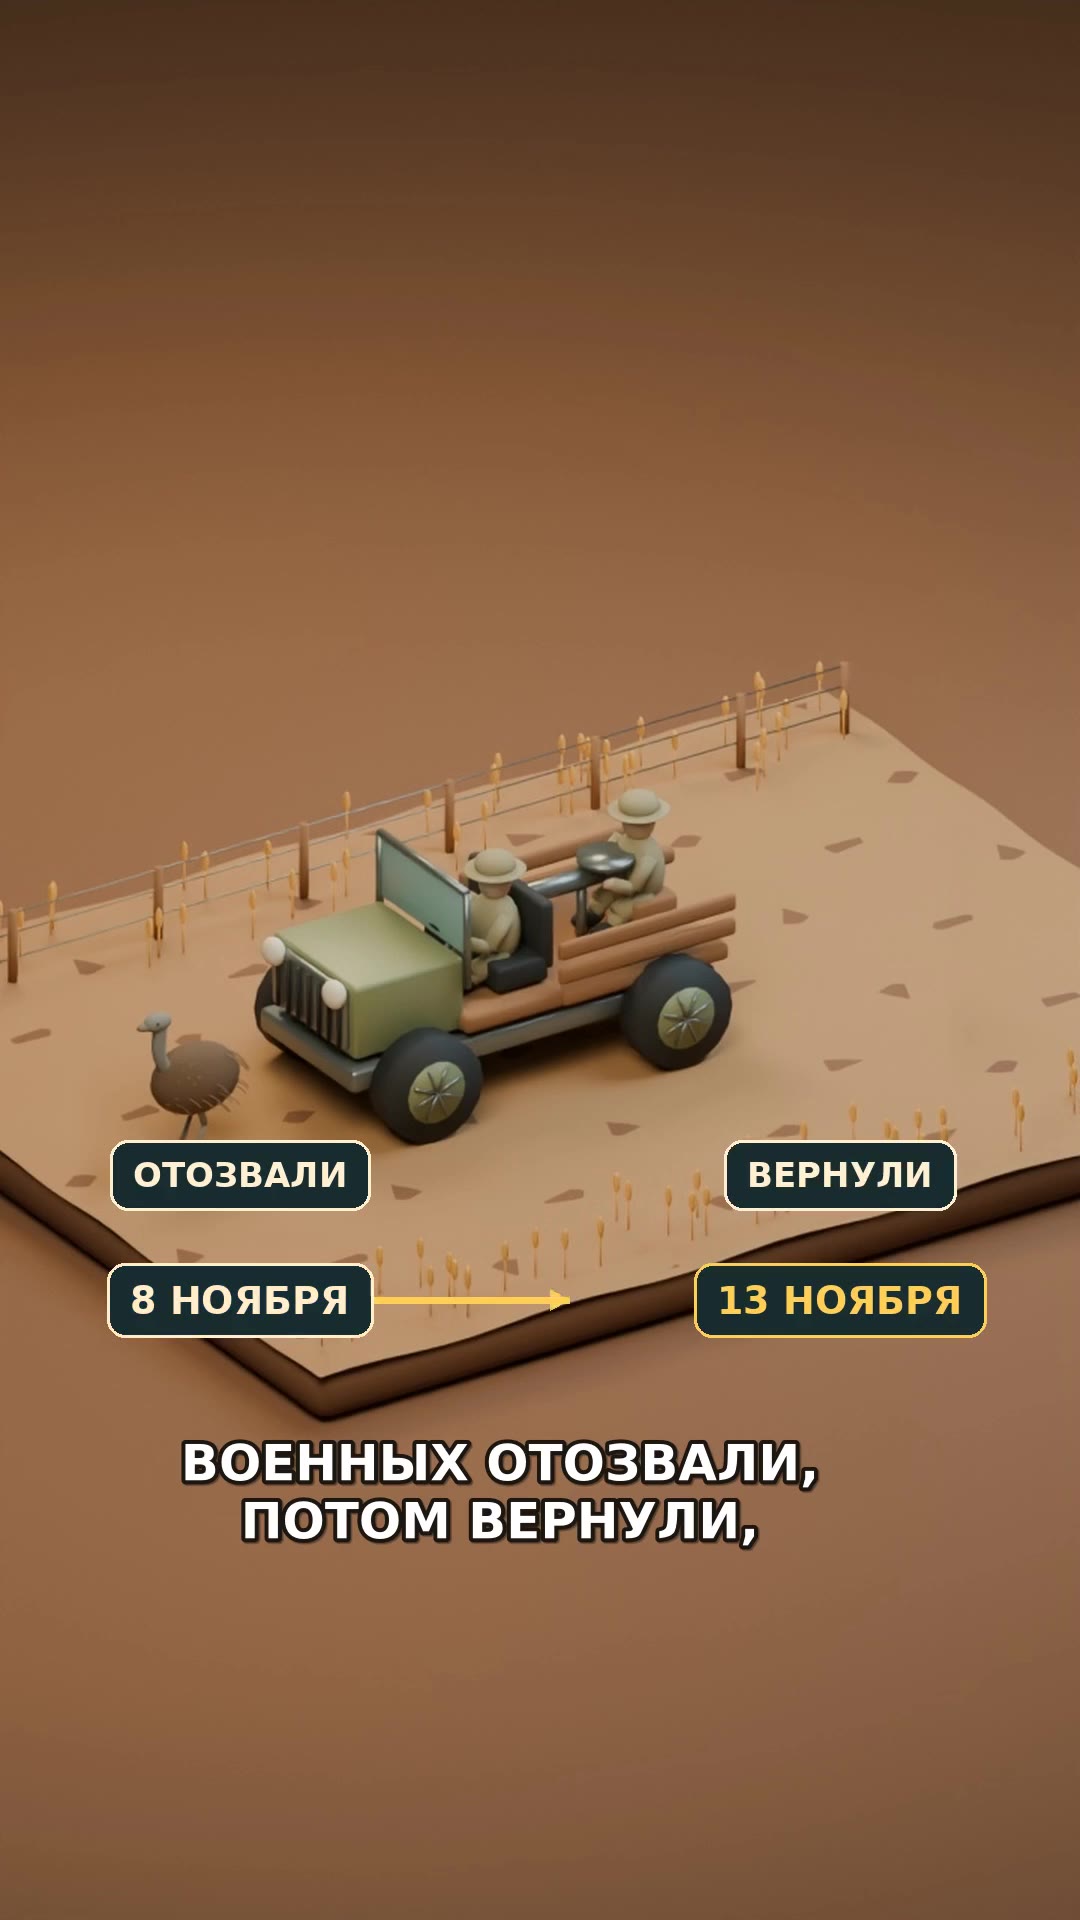 ОТОЗВАЛИ
ВЕРНУЛИ
8 НОЯБРЯ
13 НОЯБРЯ
ВОЕННЫХ ОТОЗВАЛИ,
ПОТОМ ВЕРНУЛИ,